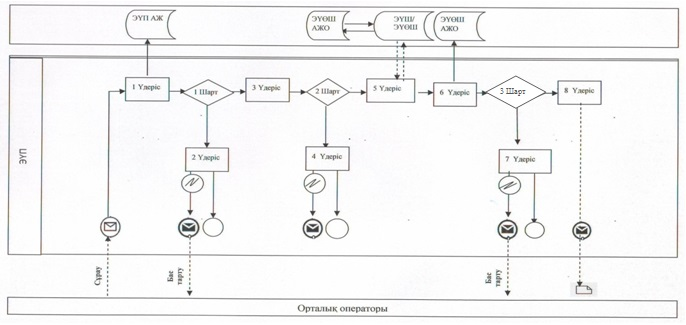 ЭҮП АЖ
ЭҮӨШ
АЖО
ЭҮШ/
ЭҮӨШ
ЭҮӨШ
АЖО
1 Үдеріс
1 Шарт
3 Үдеріс
2 Шарт
5 Үдеріс
6 Үдеріс
3 Шарт
8 Үдеріс
2 Үдеріс
4 Үдеріс
7 Үдеріс
ЭҮП
Сұрау
Бас
тарту
Бас
тарту
Орталық операторы